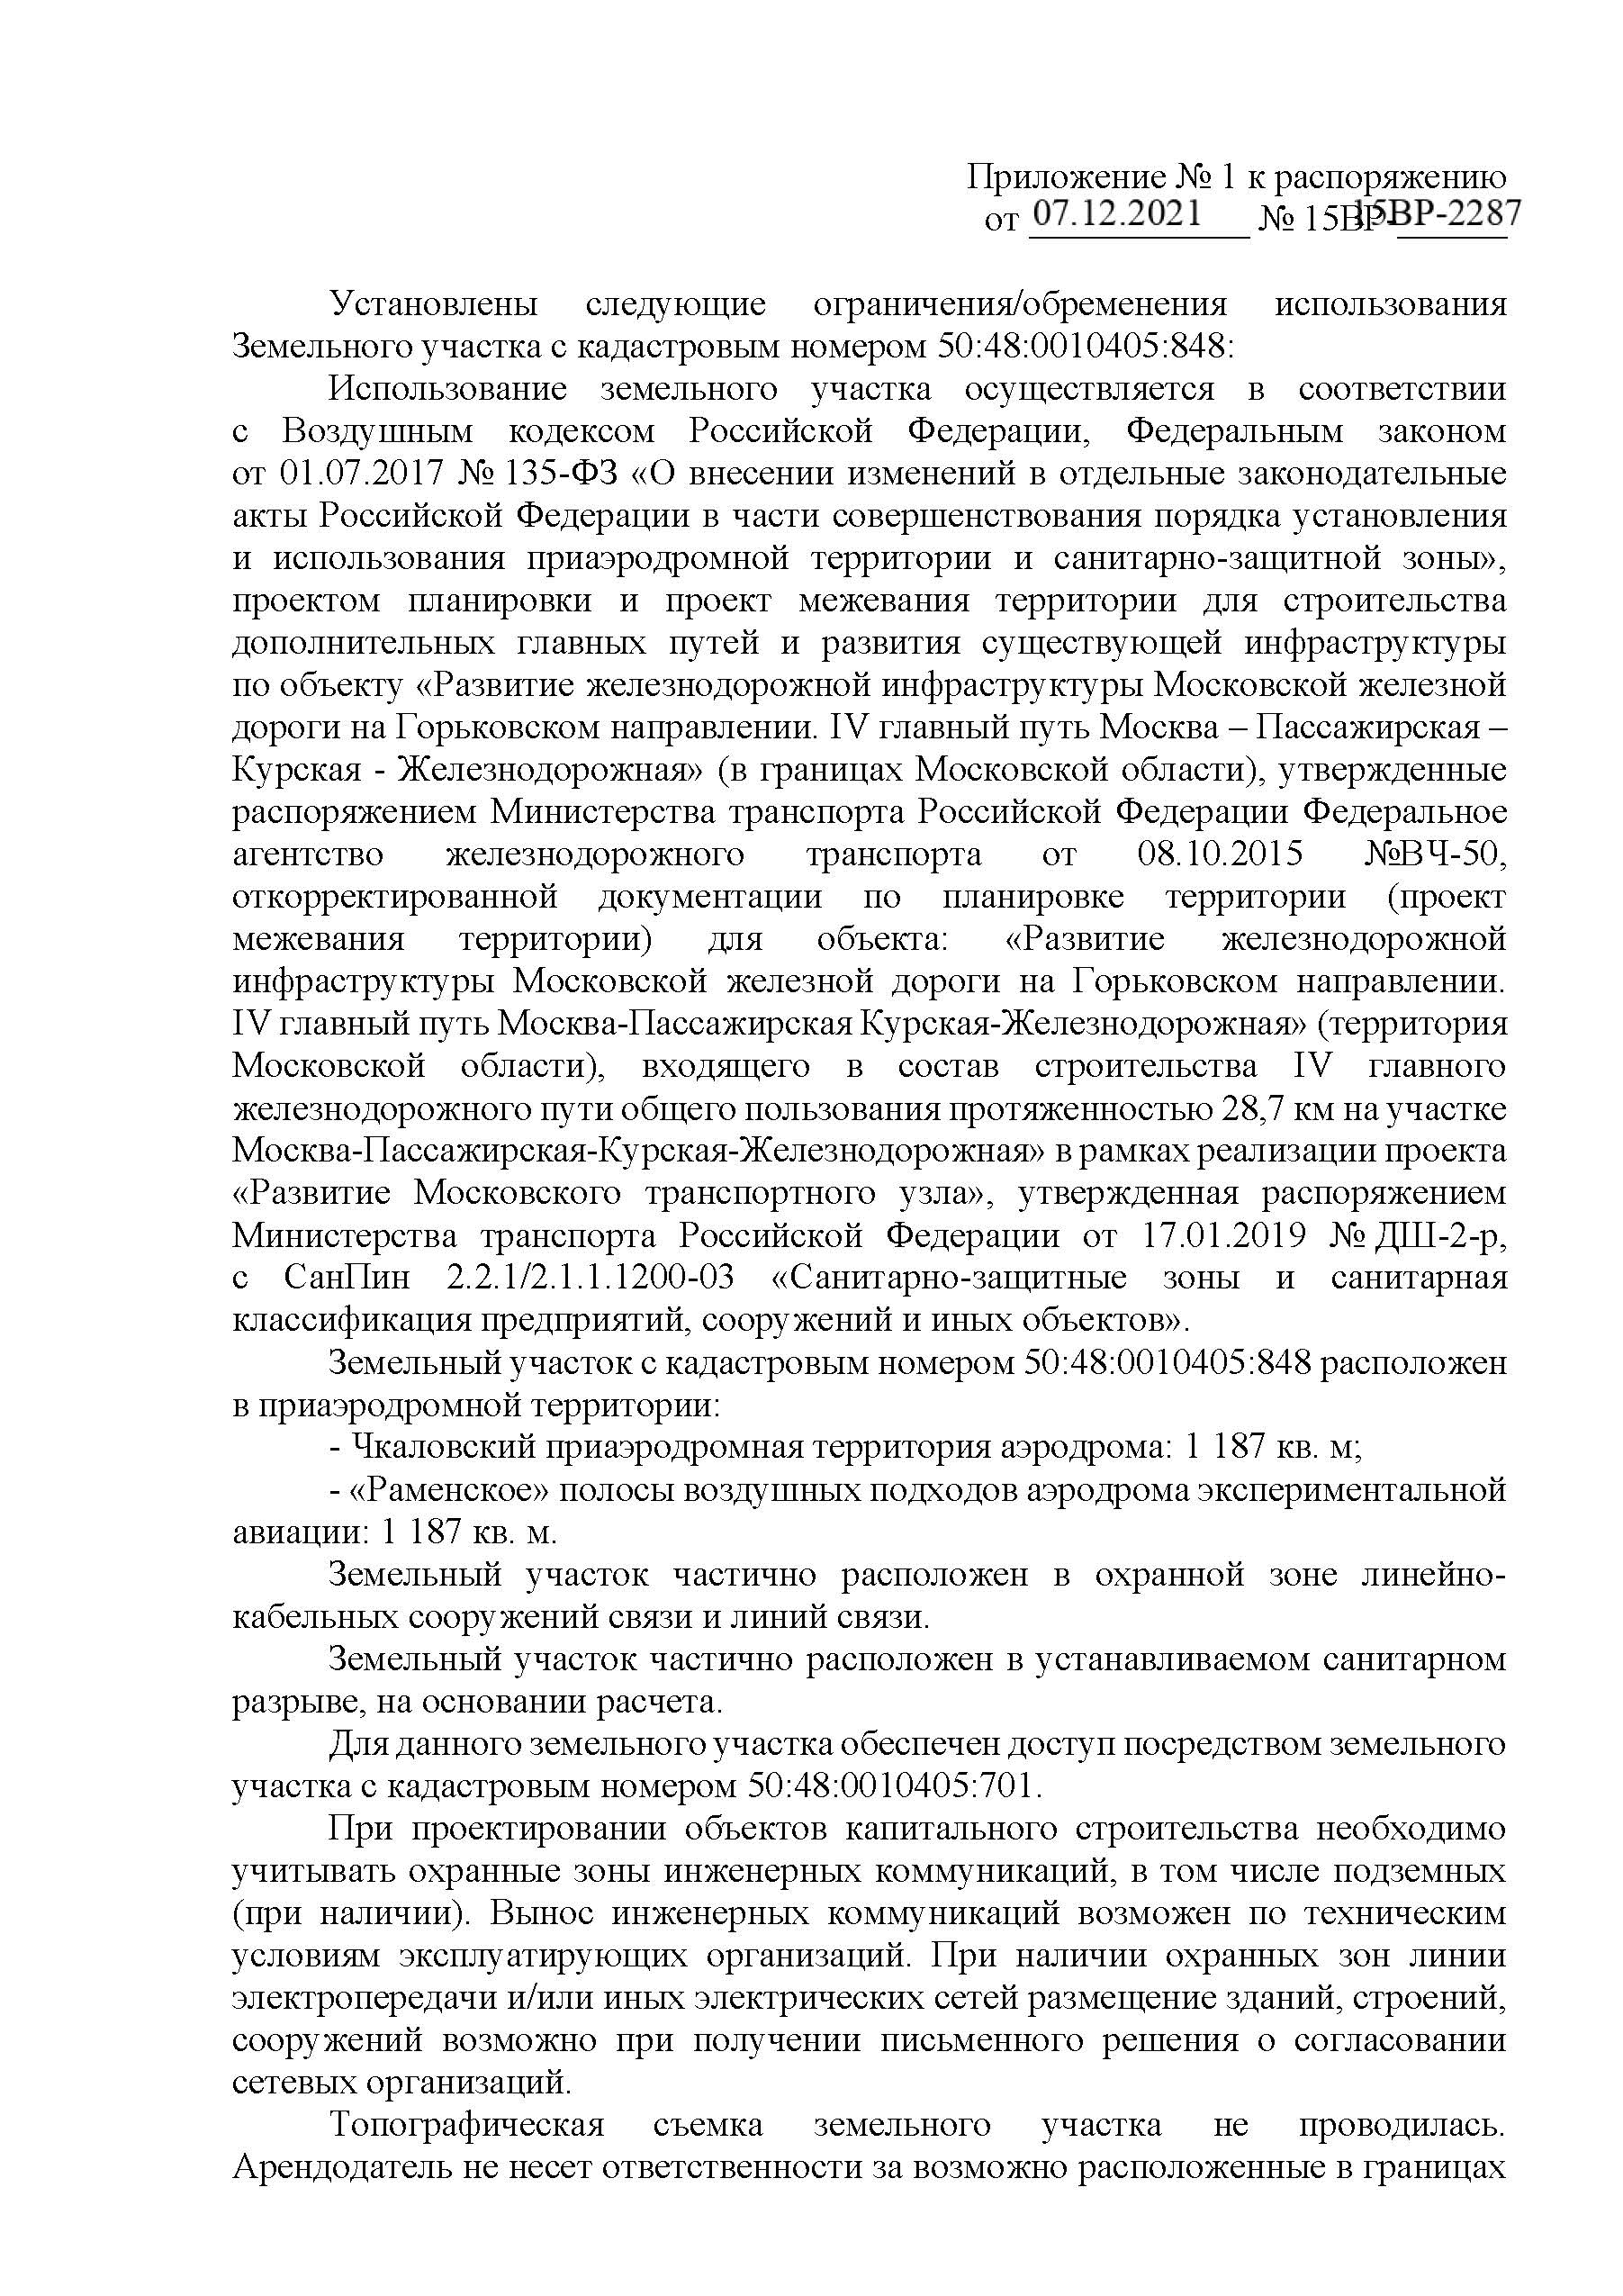 Приложение № 1 к распоряжению
от 07.12.2021 № 15ВР-15ВР-2287
Установлены следующие ограничения/обременения использования
Земельного участка с кадастровым номером 50:48:0010405:848:
Использование земельного участка осуществляется в соответствии
с Воздушным кодексом Российской Федерации, Федеральным законом
от 01.07.2017 № 135-ФЗ «О внесении изменений в отдельные законодательные
акты Российской Федерации в части совершенствования порядка установления
и использования приаэродромной территории и санитарно-защитной зоны»,
проектом планировки и проект межевания территории для строительства
дополнительных главных путей и развития существующей инфраструктуры
по объекту «Развитие железнодорожной инфраструктуры Московской железной
дороги на Горьковском направлении. IV главный путь Москва – Пассажирская –
Курская - Железнодорожная» (в границах Московской области), утвержденные
распоряжением Министерства транспорта Российской Федерации Федеральное
агентство железнодорожного транспорта от 08.10.2015 №ВЧ-50,
откорректированной документации по планировке территории (проект
межевания территории) для объекта: «Развитие железнодорожной
инфраструктуры Московской железной дороги на Горьковском направлении.
IV главный путь Москва-Пассажирская Курская-Железнодорожная» (территория
Московской области), входящего в состав строительства IV главного
железнодорожного пути общего пользования протяженностью 28,7 км на участке
Москва-Пассажирская-Курская-Железнодорожная» в рамках реализации проекта
«Развитие Московского транспортного узла», утвержденная распоряжением
Министерства транспорта Российской Федерации от 17.01.2019 № ДШ-2-р,
с СанПин 2.2.1/2.1.1.1200-03 «Санитарно-защитные зоны и санитарная
классификация предприятий, сооружений и иных объектов».
Земельный участок с кадастровым номером 50:48:0010405:848 расположен
в приаэродромной территории:
- Чкаловский приаэродромная территория аэродрома: 1 187 кв. м;
- «Раменское» полосы воздушных подходов аэродрома экспериментальной
авиации: 1 187 кв. м.
Земельный участок частично расположен в охранной зоне линейно-
кабельных сооружений связи и линий связи.
Земельный участок частично расположен в устанавливаемом санитарном
разрыве, на основании расчета.
Для данного земельного участка обеспечен доступ посредством земельного
участка с кадастровым номером 50:48:0010405:701.
При проектировании объектов капитального строительства необходимо
учитывать охранные зоны инженерных коммуникаций, в том числе подземных
(при наличии). Вынос инженерных коммуникаций возможен по техническим
условиям эксплуатирующих организаций. При наличии охранных зон линии
электропередачи и/или иных электрических сетей размещение зданий, строений,
сооружений возможно при получении письменного решения о согласовании
сетевых организаций.
Топографическая съемка земельного участка не проводилась.
Арендодатель не несет ответственности за возможно расположенные в границах